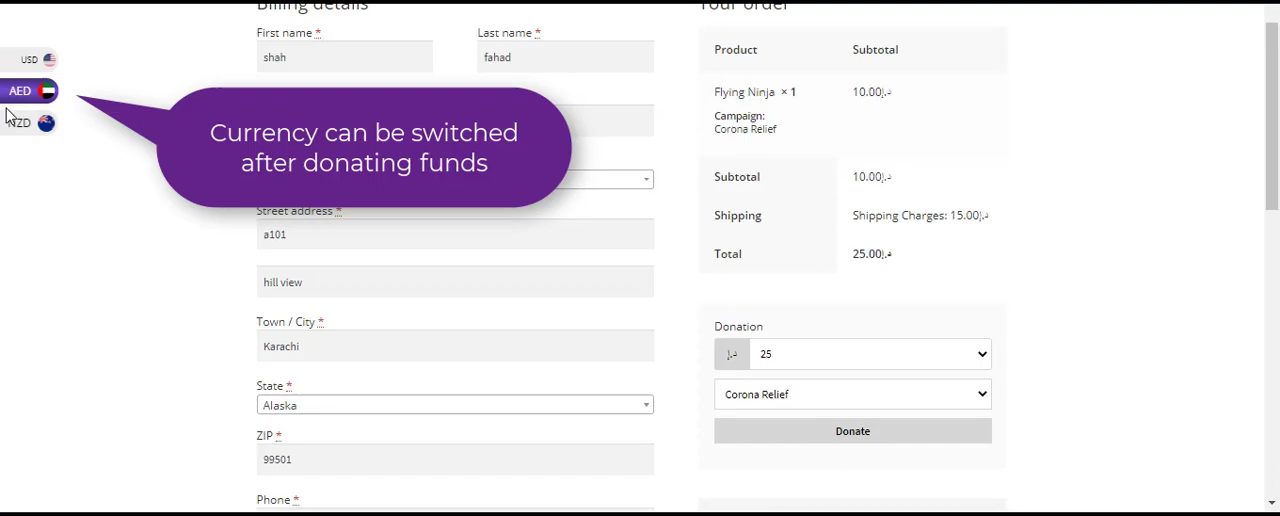 Billing details
First name *
Last name *
shah
fahad
USD
AED
NZD
Currency can be switched
after donating funds
Street address *
a101
hill view
Town / City *
Karachi
State *
Alaska
ZIP *
99501
Phone *
Your order
Product
Subtotal
Flying Ninja × 1
10.00د.إ
Campaign:
Corona Relief
Subtotal
10.00د.إ
Shipping
Shipping Charges: 15.00د.إ
Total
25.00د.إ
Donation
د.إ
25
Corona Relief
Donate